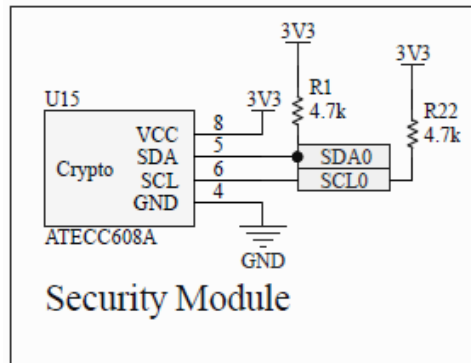 3V3
3V3
U15
3V3
R1
4.7k
R22
4.7k
8
VCC
5
SDA
SDA0
Crypto
6
SCL
SCL0
4
GND
ATECC608A
GND
Security Module